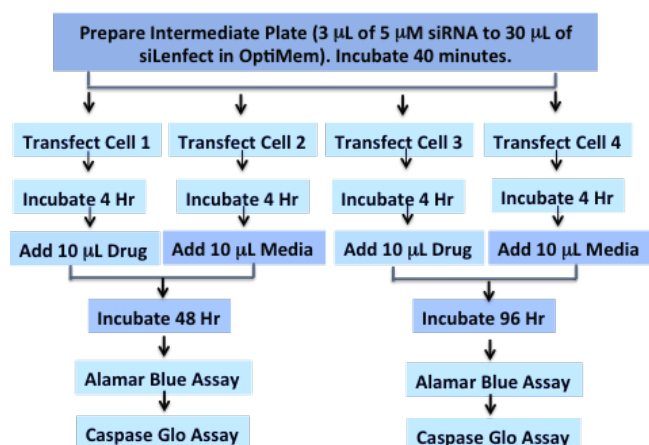 Prepare Intermediate Plate (3 μL of 5 μM siRNA to 30 μL of
siLenfect in OptiMem). Incubate 40 minutes.
Transfect Cell 1
Transfect Cell 2
Transfect Cell 3
Transfect Cell 4
Incubate 4 Hr
Incubate 4 Hr
Incubate 4 Hr
Incubate 4 Hr
Add 10 μL Drug
Add 10 μL Media
Add 10 μL Drug
Add 10 μL Media
Incubate 48 Hr
Incubate 96 Hr
Alamar Blue Assay
Alamar Blue Assay
Caspase Glo Assay
Caspase Glo Assay